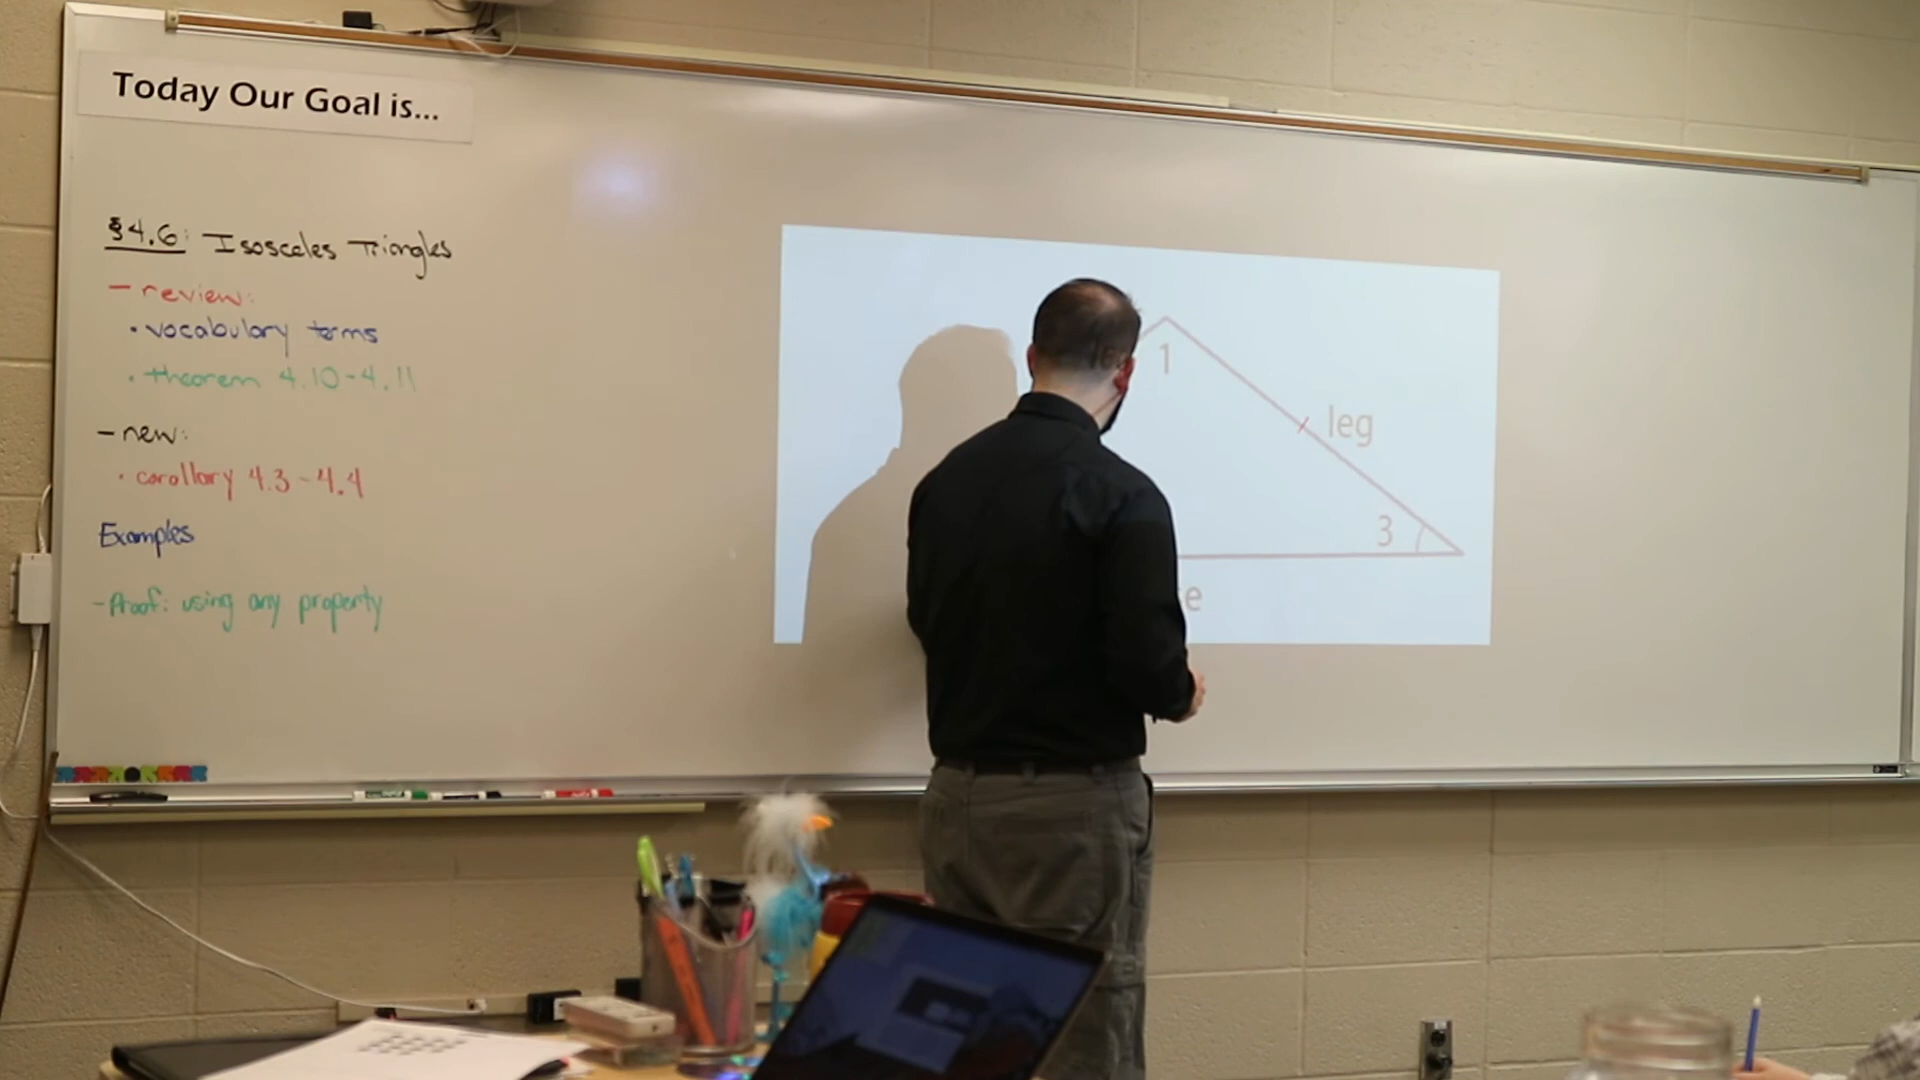 Today Our Goal is...
§4.6: Isosceles Triangles
- review:
• vocabulary terms
• theorem 4.10-4.11
- new:
• corollary 4.3-4.4
Examples
- Proof: using any property
1
leg
3
se